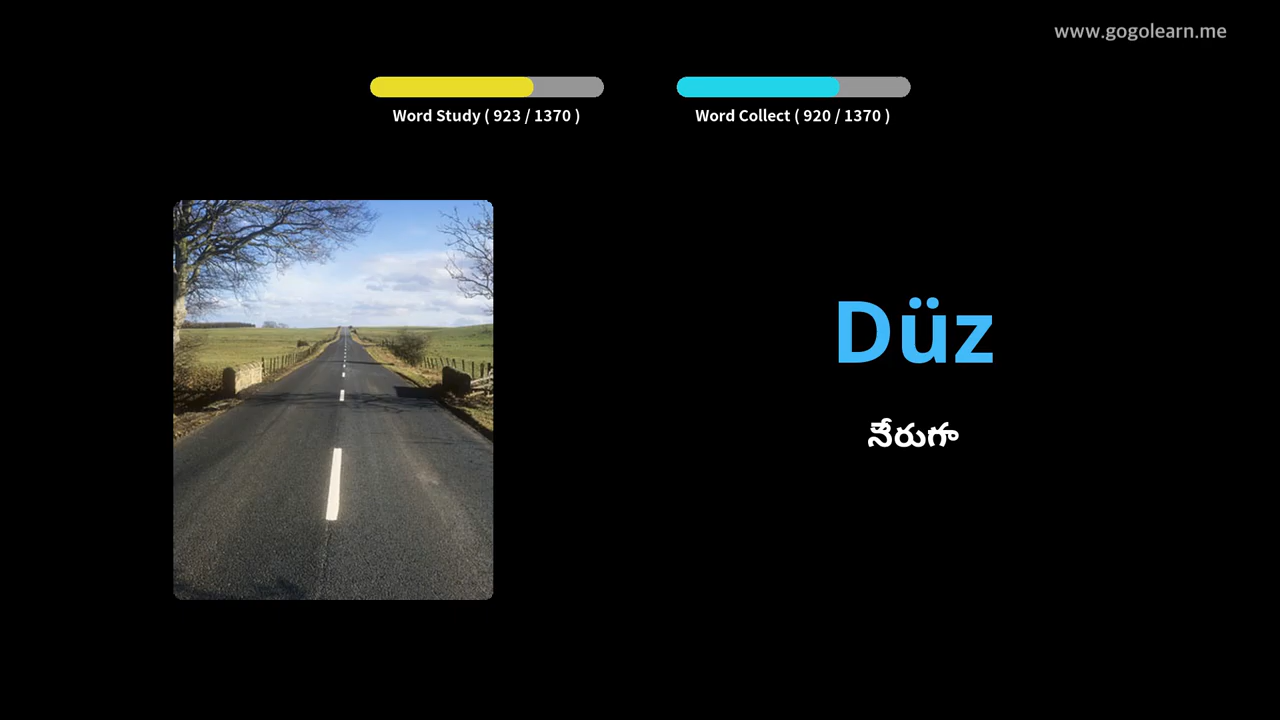 www.gogolearn.me
Word Study ( 923 / 1370 )
Word Collect ( 920 / 1370 )
Düz
నేరుగా